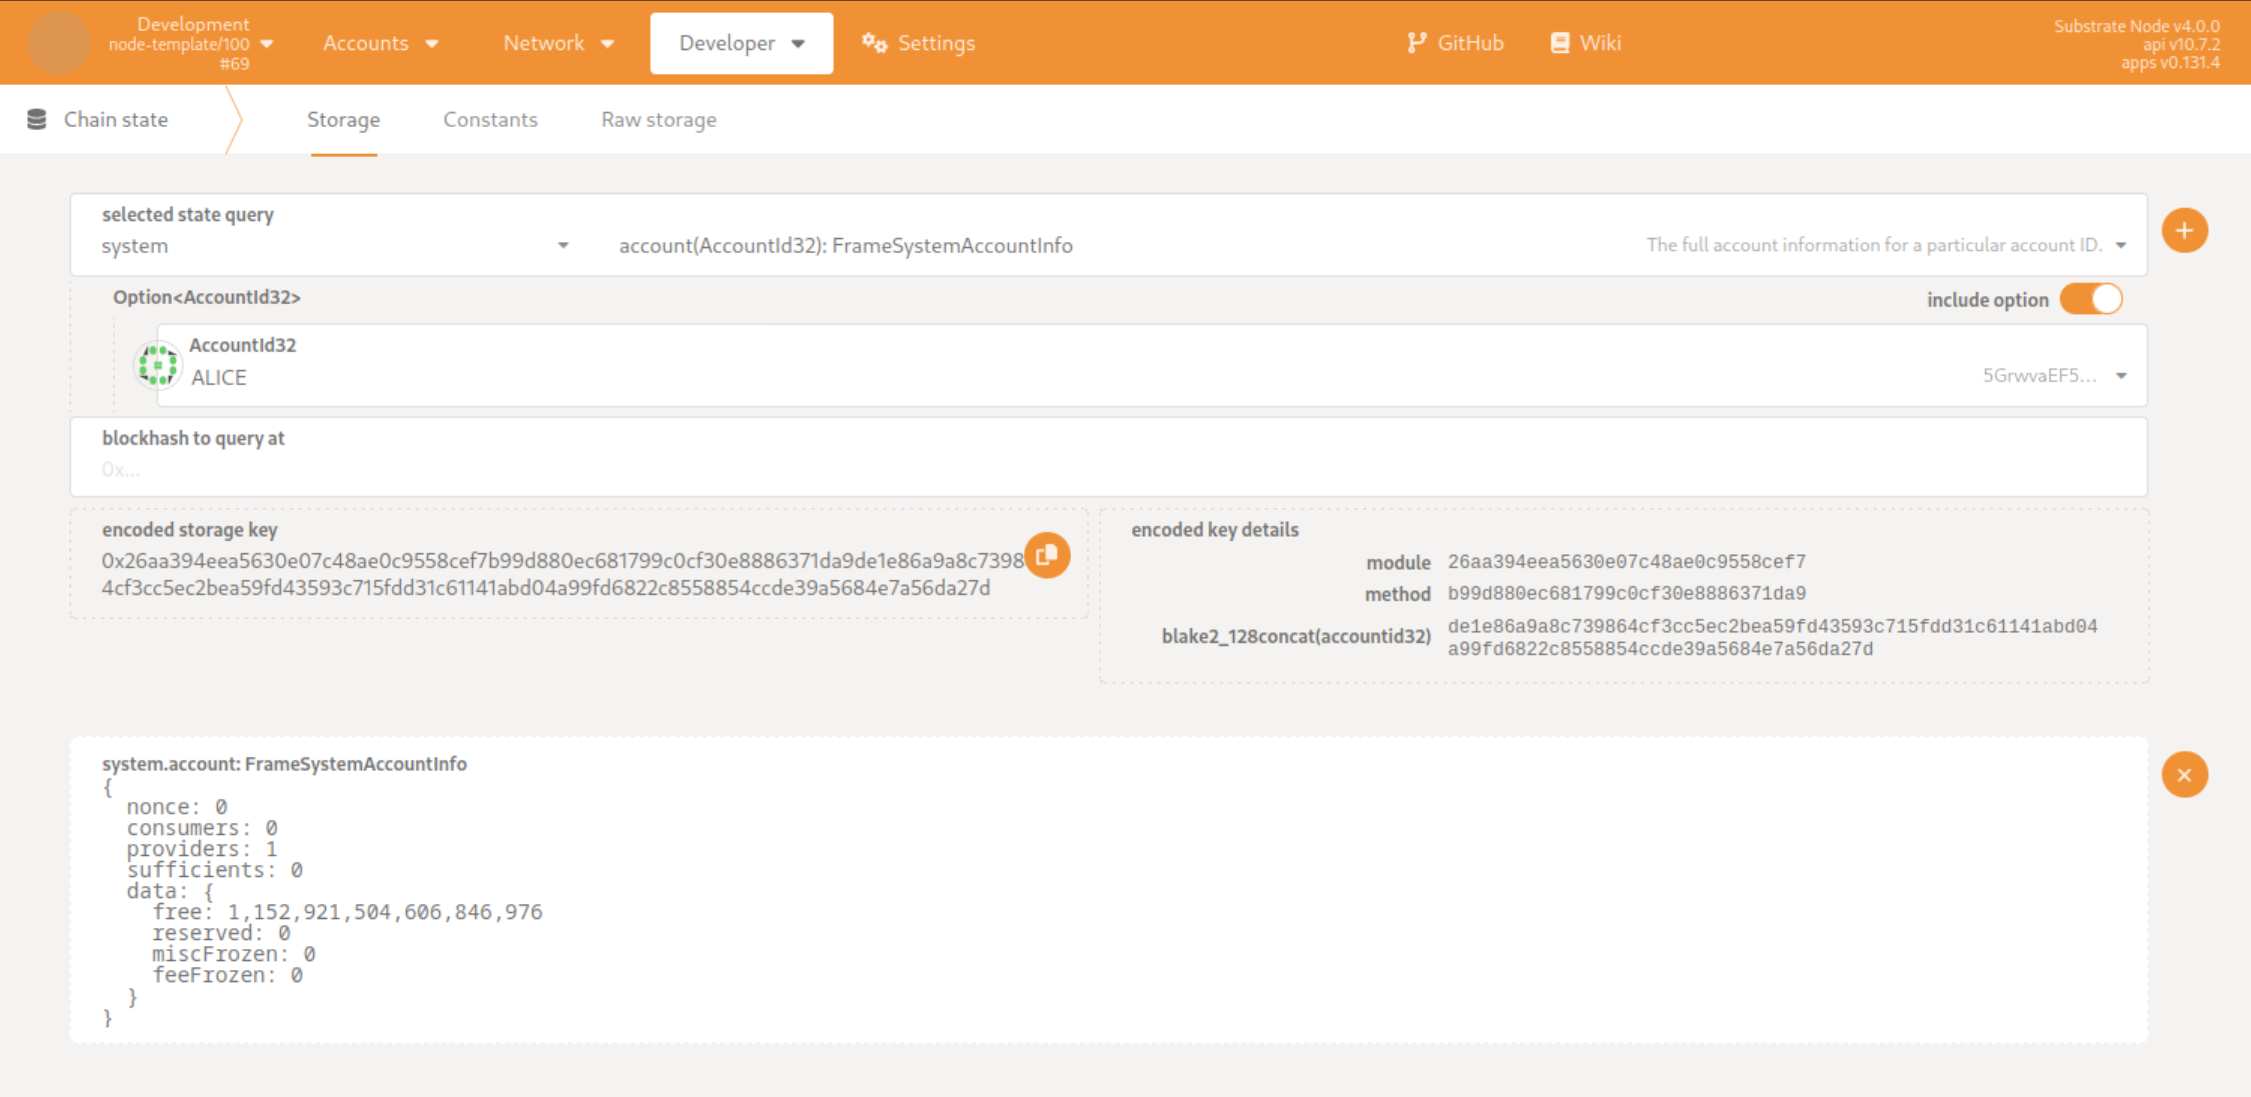 Development
node-template/100
#69
Accounts
Network
Developer
Settings
GitHub
Wiki
Substrate Node v4.0.0
api v10.7.2
apps v0.131.4
Chain state
Storage
Constants
Raw storage
selected state query
system
account(AccountId32): FrameSystemAccountInfo
The full account information for a particular account ID.
Option<AccountId32>
include option
AccountId32
ALICE
5GrwvaEF5...
blockhash to query at
0x...
encoded storage key
0x26aa394eea5630e07c48ae0c9558cef7b99d880ec681799c0cf30e8886371da9de1e86a9a8c7398
4cf3cc5ec2bea59fd43593c715fdd31c61141abd04a99fd6822c8558854ccde39a5684e7a56da27d
encoded key details
module 26aa394eea5630e07c48ae0c9558cef7
method b99d880ec681799c0cf30e8886371da9
blake2_128concat(accountid32) de1e86a9a8c739864cf3cc5ec2bea59fd43593c715fdd31c61141abd04
a99fd6822c8558854ccde39a5684e7a56da27d
system.account: FrameSystemAccountInfo
{
  nonce: 0
  consumers: 0
  providers: 1
  sufficients: 0
  data: {
    free: 1,152,921,504,606,846,976
    reserved: 0
    miscFrozen: 0
    feeFrozen: 0
  }
}